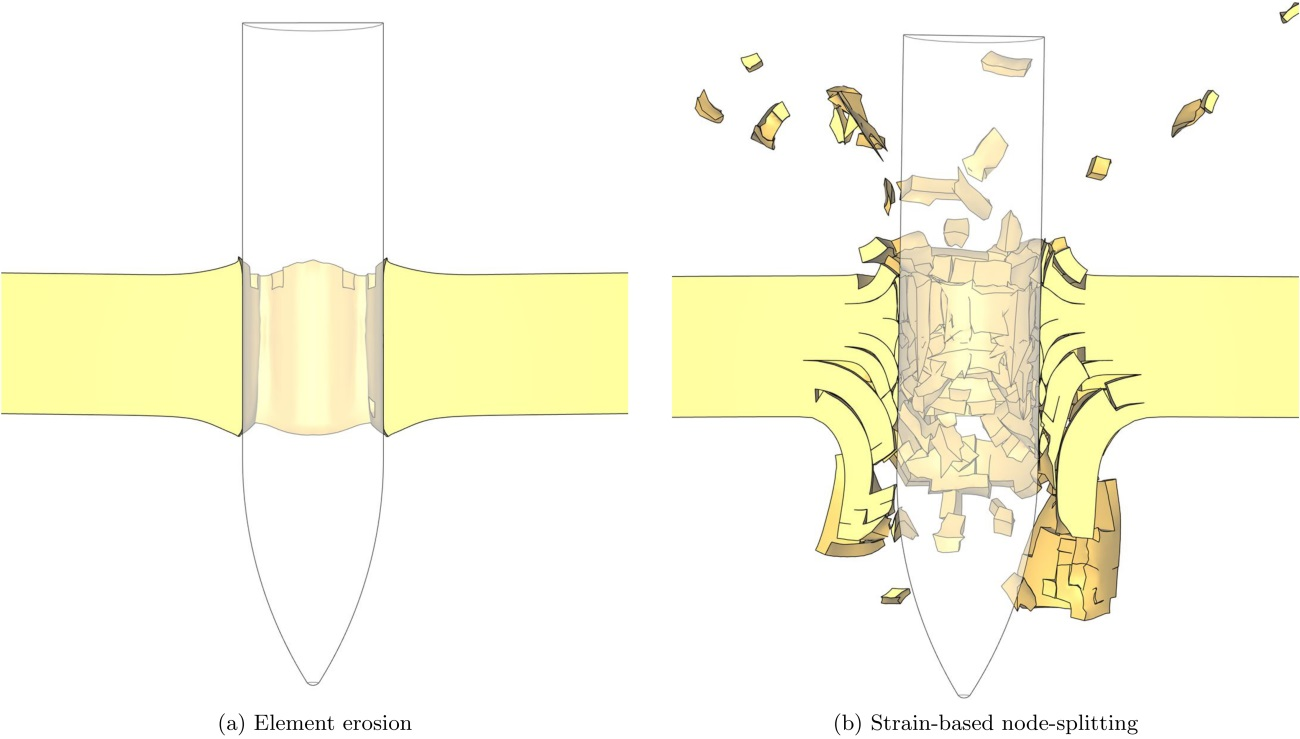 (a) Element erosion
(b) Strain-based node-splitting